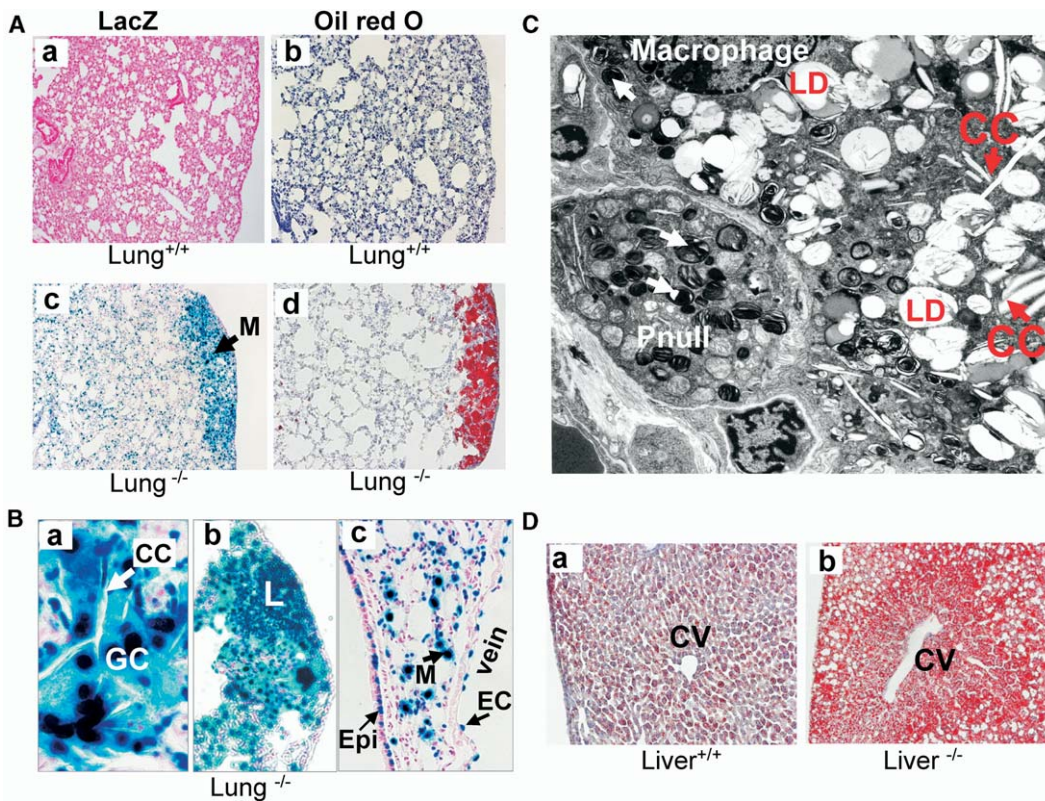 A
LacZ
Oil red O
a
b
Lung+/+
Lung+/+
c
M
d
Lung -/-
Lung -/-
B
a
CC
GC
b
L
c
M
vein
EC
Epi
Lung -/-
C
Macrophage
LD
CC
LD
CC
Pnull
D
a
CV
b
CV
Liver+/+
Liver -/-